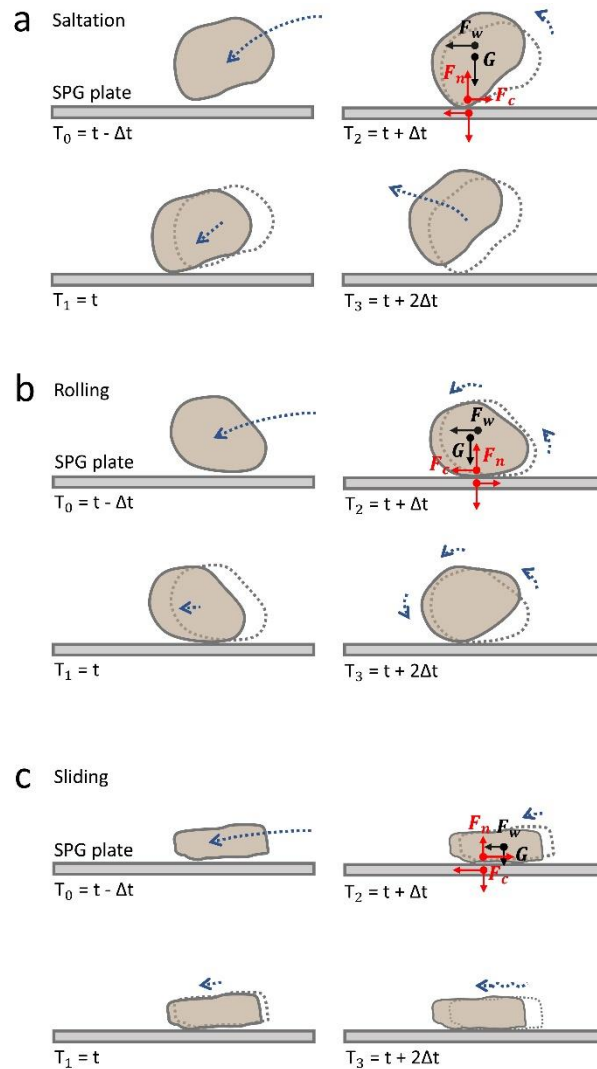 a Saltation
SPG plate
T₀ = t - Δt
F_w
G
F_n
F_c
T₂ = t + Δt
T₁ = t
T₃ = t + 2Δt
b Rolling
SPG plate
T₀ = t - Δt
F_w
G
F_n
F_c
T₂ = t + Δt
T₁ = t
T₃ = t + 2Δt
c Sliding
SPG plate
T₀ = t - Δt
F_n
F_w
G
F_c
T₂ = t + Δt
T₁ = t
T₃ = t + 2Δt